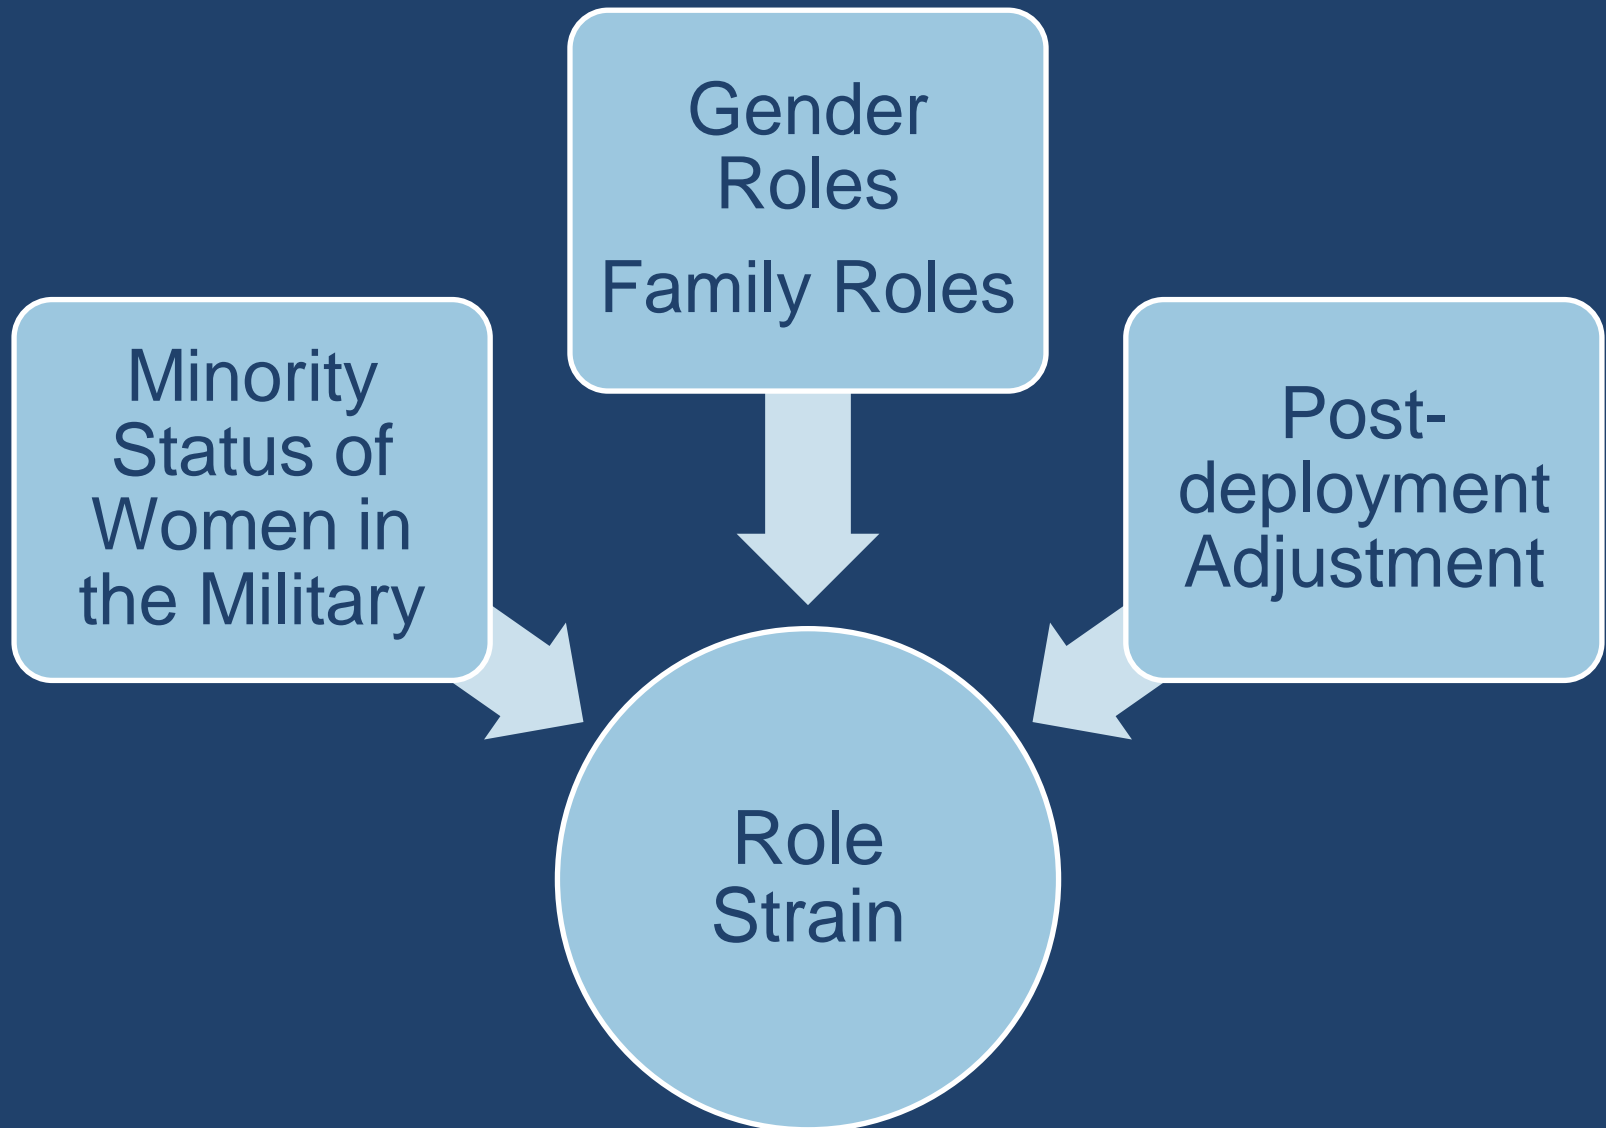 Gender
Roles
Family Roles
Minority
Status of
Women in
the Military
Post-
deployment
Adjustment
Role
Strain